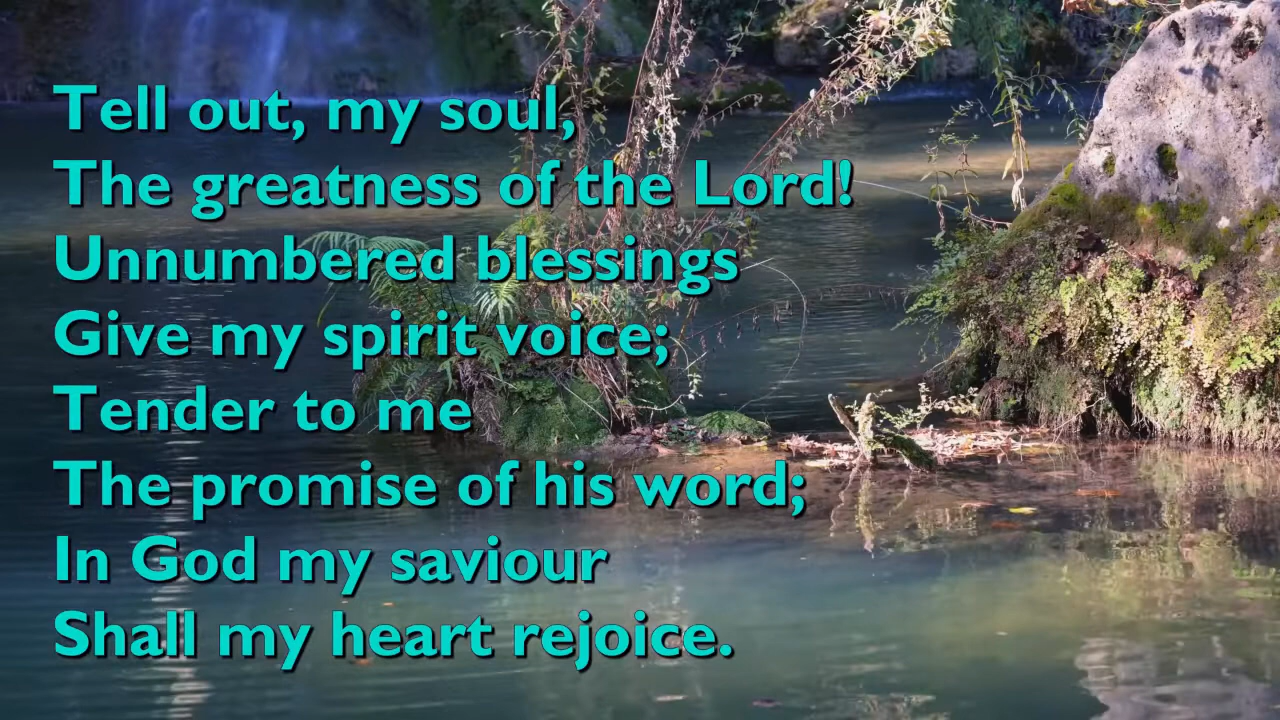 Tell out, my soul,
The greatness of the Lord!
Unnumbered blessings
Give my spirit voice;
Tender to me
The promise of his word;
In God my saviour
Shall my heart rejoice.